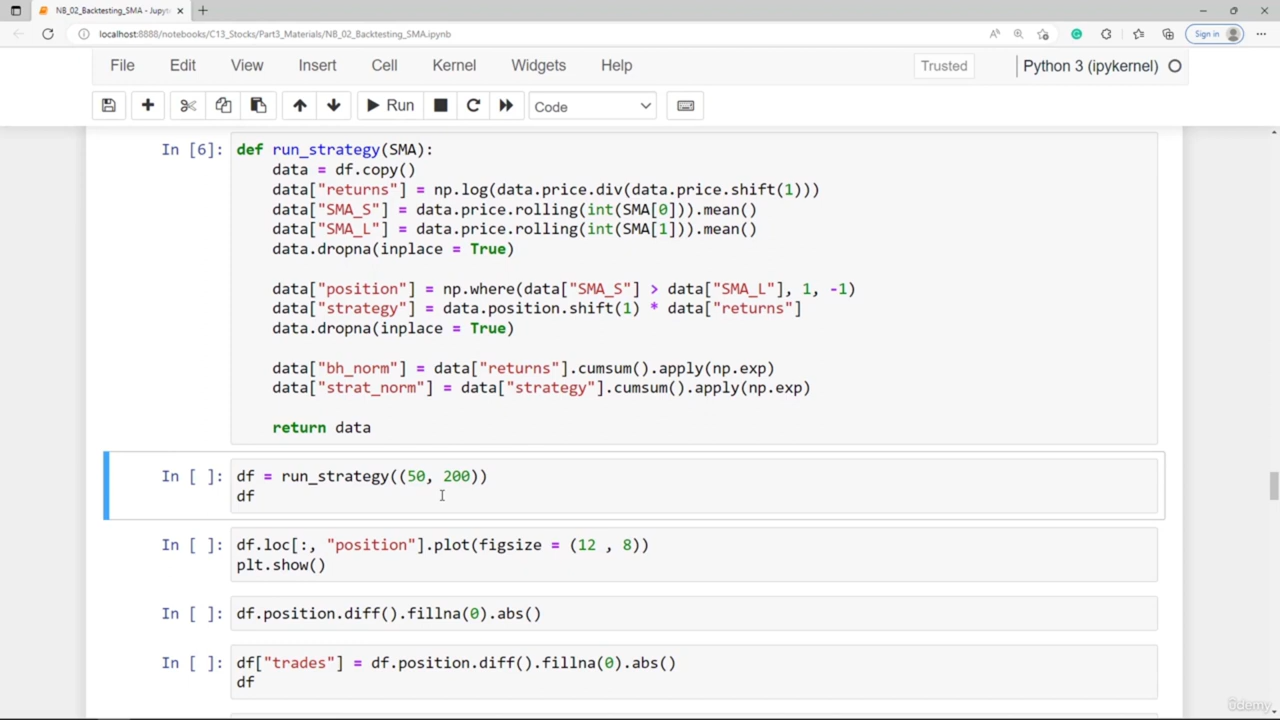 NB_02_Backtesting_SMA - Jupyt
localhost:8888/notebooks/C13_Stocks/Part3_Materials/NB_02_Backtesting_SMA.ipynb
Sign in
File Edit View Insert Cell Kernel Widgets Help Trusted Python 3 (ipykernel)
Run Code
In [6]: def run_strategy(SMA):
data = df.copy()
data["returns"] = np.log(data.price.div(data.price.shift(1)))
data["SMA_S"] = data.price.rolling(int(SMA[0])).mean()
data["SMA_L"] = data.price.rolling(int(SMA[1])).mean()
data.dropna(inplace = True)
data["position"] = np.where(data["SMA_S"] > data["SMA_L"], 1, -1)
data["strategy"] = data.position.shift(1) * data["returns"]
data.dropna(inplace = True)
data["bh_norm"] = data["returns"].cumsum().apply(np.exp)
data["strat_norm"] = data["strategy"].cumsum().apply(np.exp)
return data
In [ ]: df = run_strategy((50, 200))
df
In [ ]: df.loc[:, "position"].plot(figsize = (12 , 8))
plt.show()
In [ ]: df.position.diff().fillna(0).abs()
In [ ]: df["trades"] = df.position.diff().fillna(0).abs()
df
ûdemy